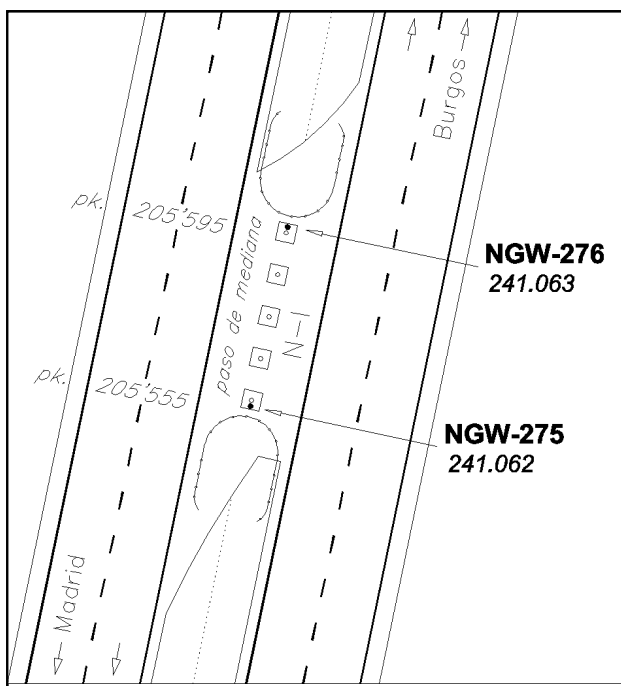 Burgos
pk. 205'595
paso de mediana
NGW-276
241.063
N-I
pk. 205'555
NGW-275
241.062
Madrid